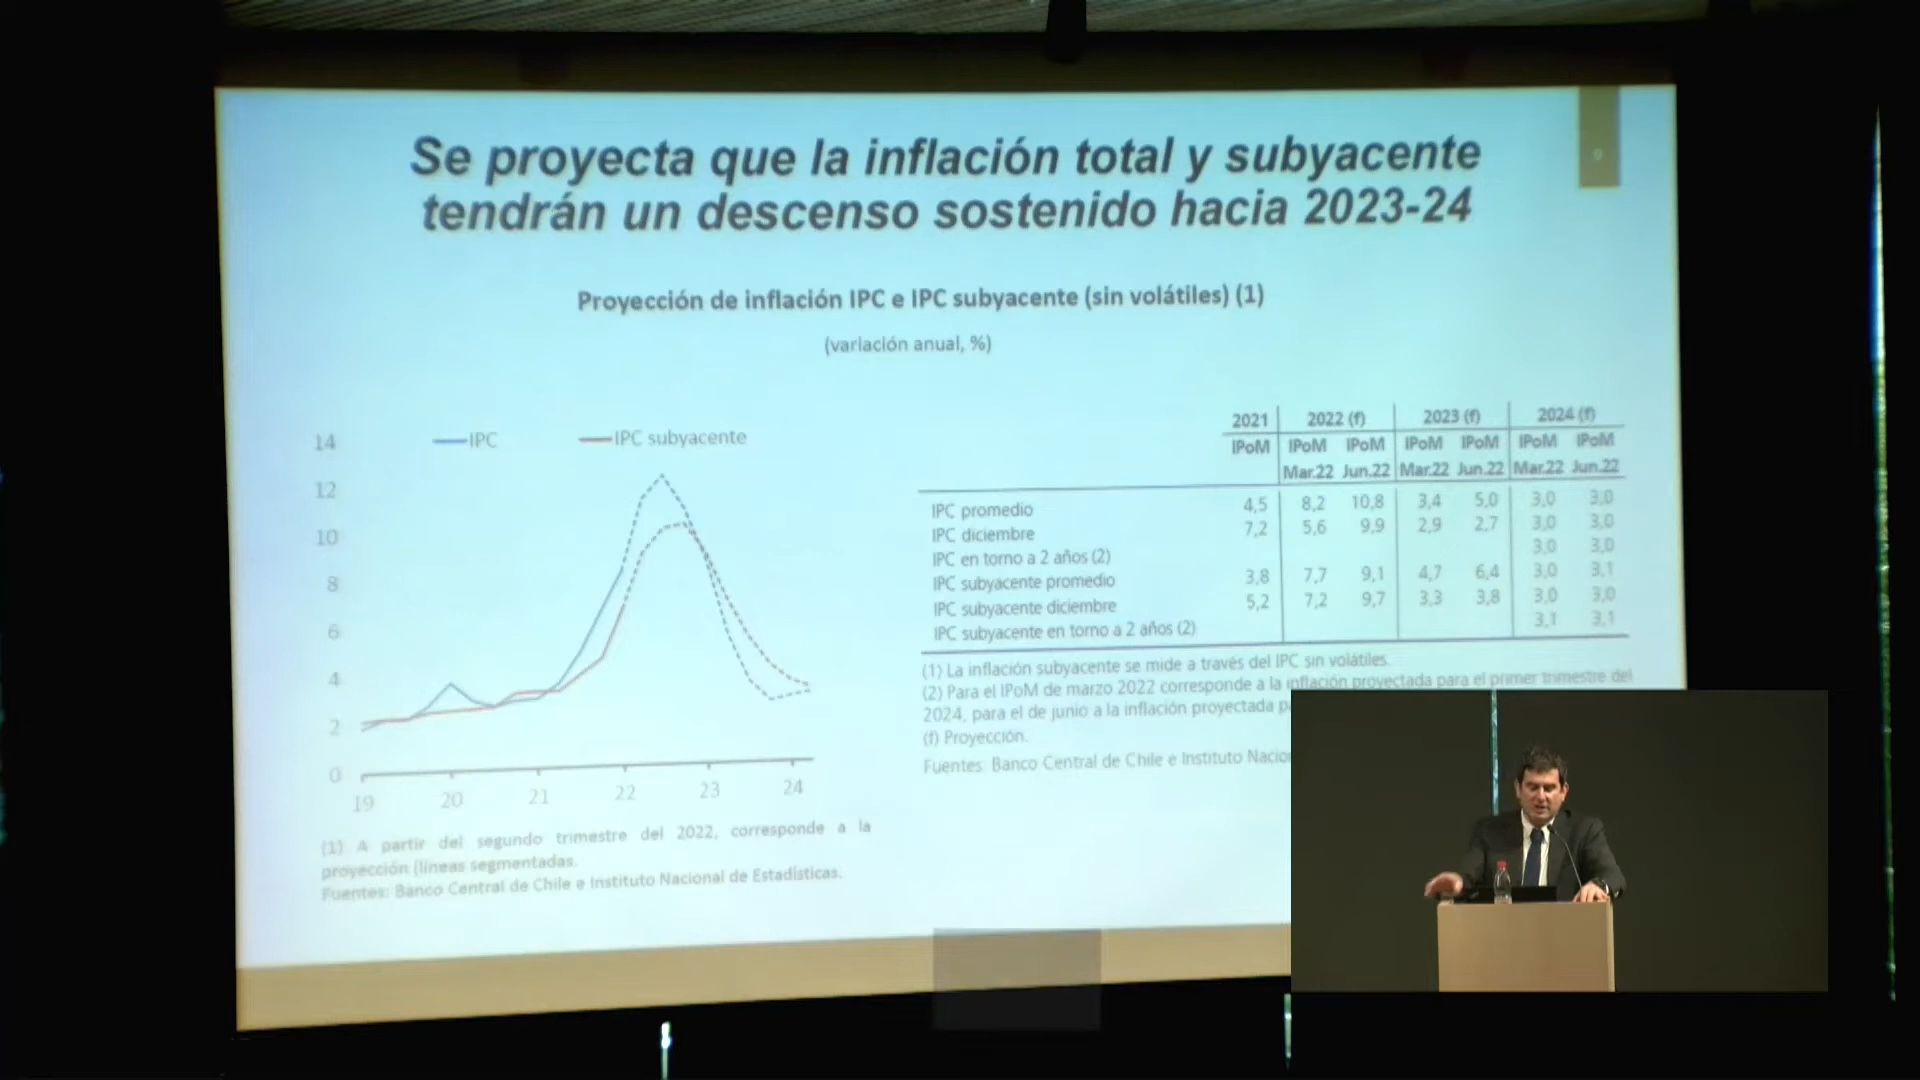 Se proyecta que la inflación total y subyacente
tendrán un descenso sostenido hacia 2023-24
9
Proyección de inflación IPC e IPC subyacente (sin volátiles) (1)
(variación anual, %)
IPC IPC subyacente
14
12
10
8
6
4
2
0
19 20 21 22 23 24
(1) A partir del segundo trimestre del 2022, corresponde a la
proyección (líneas segmentadas.
Fuentes: Banco Central de Chile e Instituto Nacional de Estadísticas.
2021 2022 (f) 2023 (f) 2024 (f)
IPoM IPoM IPoM IPoM IPoM IPoM IPoM
Mar.22 Jun.22 Mar.22 Jun.22 Mar.22 Jun.22
IPC promedio 4,5 8,2 10,8 3,4 5,0 3,0 3,0
IPC diciembre 7,2 5,6 9,9 2,9 2,7 3,0 3,0
IPC en torno a 2 años (2) 3,0 3,0
IPC subyacente promedio 3,8 7,7 9,1 4,7 6,4 3,0 3,1
IPC subyacente diciembre 5,2 7,2 9,7 3,3 3,8 3,0 3,0
IPC subyacente en torno a 2 años (2) 3,1 3,1
(1) La inflación subyacente se mide a través del IPC sin volátiles.
(2) Para el IPoM de marzo 2022 corresponde a la inflación proyectada para el primer trimestre del
2024, para el de junio a la inflación proyectada
(f) Proyección.
Fuentes: Banco Central de Chile e Instituto